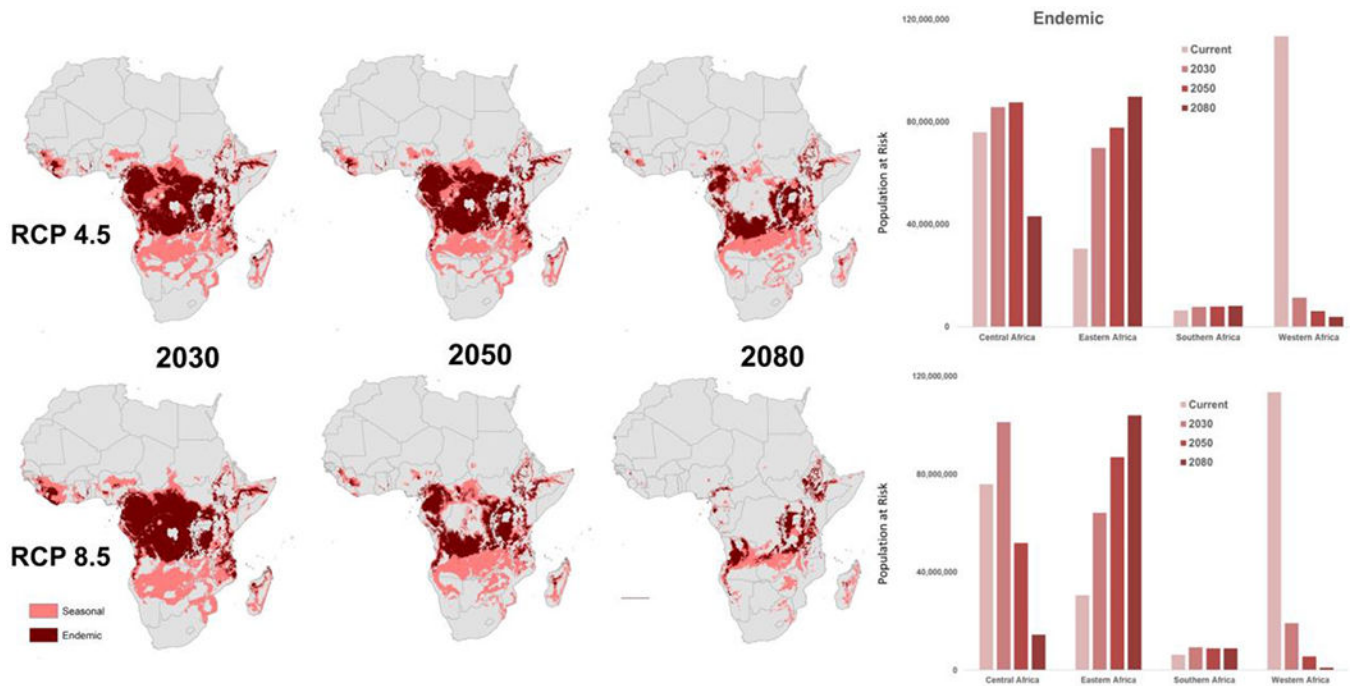 Endemic
120,000,000
80,000,000
40,000,000
0
Population at Risk
Current
2030
2050
2080
Central Africa
Eastern Africa
Southern Africa
Western Africa
RCP 4.5
2030
2050
2080
RCP 8.5
Seasonal
Endemic
120,000,000
80,000,000
40,000,000
0
Population at Risk
Current
2030
2050
2080
Central Africa
Eastern Africa
Southern Africa
Western Africa